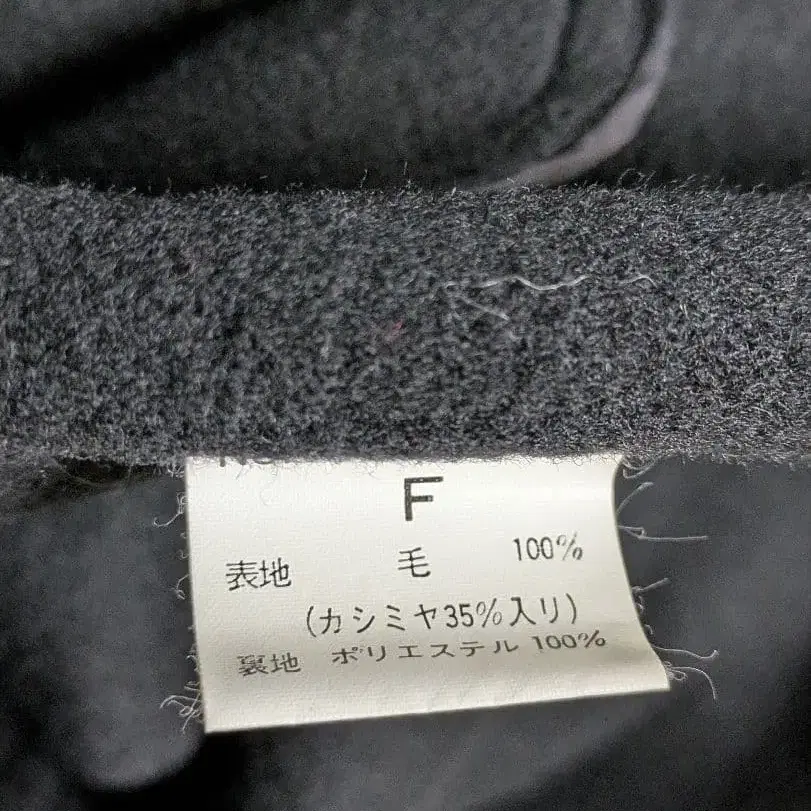 F
表地 毛 100%
(カシミヤ35%入り)
裏地 ポリエステル 100%